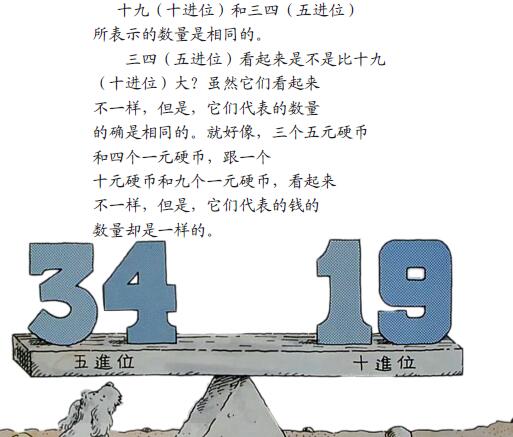 十九（十进位）和三四（五进位）
所表示的数量是相同的。
三四（五进位）看起来是不是比十九
（十进位）大？虽然它们看起来
不一样，但是，它们代表的数量
的确是相同的。就好像，三个五元硬币
和四个一元硬币，跟一个
十元硬币和九个一元硬币，看起来
不一样，但是，它们代表的钱的
数量却是一样的。
34 19
五進位 十進位